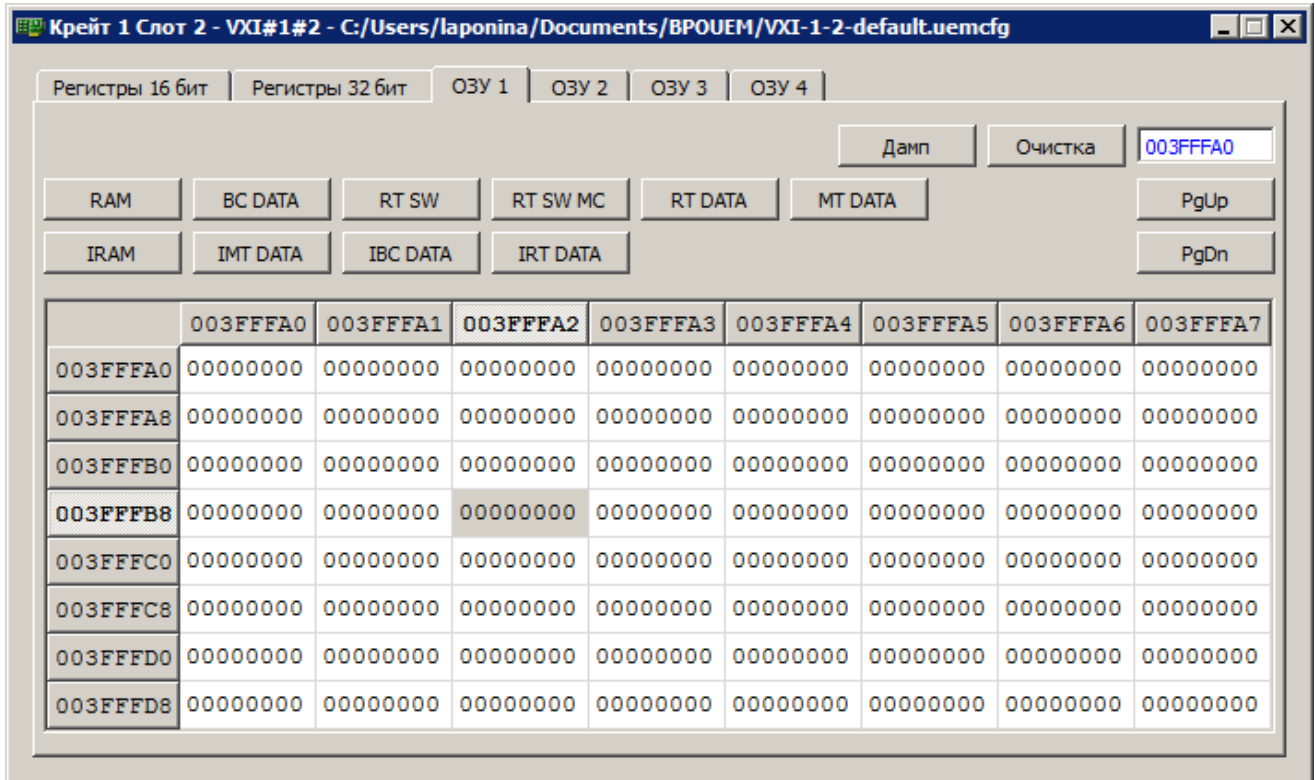 Крейт 1 Слот 2 - VXI#1#2 - C:/Users/laponina/Documents/BPOUEM/VXI-1-2-default.uemcfg
Регистры 16 бит Регистры 32 бит ОЗУ 1 ОЗУ 2 ОЗУ 3 ОЗУ 4
Дамп Очистка 003FFFA0
RAM BC DATA RT SW RT SW MC RT DATA MT DATA PgUp
IRAM IMT DATA IBC DATA IRT DATA PgDn
003FFFA0 003FFFA1 003FFFA2 003FFFA3 003FFFA4 003FFFA5 003FFFA6 003FFFA7
003FFFA0 00000000 00000000 00000000 00000000 00000000 00000000 00000000 00000000
003FFFA8 00000000 00000000 00000000 00000000 00000000 00000000 00000000 00000000
003FFFB0 00000000 00000000 00000000 00000000 00000000 00000000 00000000 00000000
003FFFB8 00000000 00000000 00000000 00000000 00000000 00000000 00000000 00000000
003FFFC0 00000000 00000000 00000000 00000000 00000000 00000000 00000000 00000000
003FFFC8 00000000 00000000 00000000 00000000 00000000 00000000 00000000 00000000
003FFFD0 00000000 00000000 00000000 00000000 00000000 00000000 00000000 00000000
003FFFD8 00000000 00000000 00000000 00000000 00000000 00000000 00000000 00000000